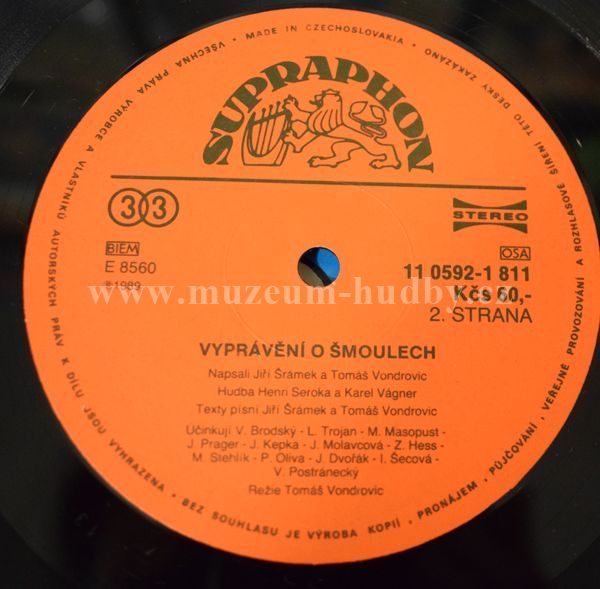 • VŠECHNA PRÁVA VÝROBCE A VLASTNÍKŮ AUTORSKÝCH PRÁV K DÍLU JSOU VYHRAZENA • BEZ SOUHLASU JE VÝROBA KOPIÍ, PRONÁJEM, PŮJČOVÁNÍ, VEŘEJNÉ PROVOZOVÁNÍ A ROZHLASOVÉ ŠÍŘENÍ TÉTO DESKY ZAKÁZÁNO • MADE IN CZECHOSLOVAKIA •
SUPRAPHON
33
STEREO
BIEM
E 8560
℗ 1989
OSA
11 0592-1 811
Kčs 60,-
2. STRANA
www.muzeum-hudby.cz
VYPRÁVĚNÍ O ŠMOULECH
Napsali Jiří Šrámek a Tomáš Vondrovic
Hudba Henri Seroka a Karel Vágner
Texty písní Jiří Šrámek a Tomáš Vondrovic
Účinkují V. Brodský - L. Trojan - M. Masopust -
J. Prager - J. Kepka - J. Molavcová - Z. Hess -
M. Stehlík - P. Oliva - J. Dvořák - I. Šecová -
V. Postránecký
Režie Tomáš Vondrovic